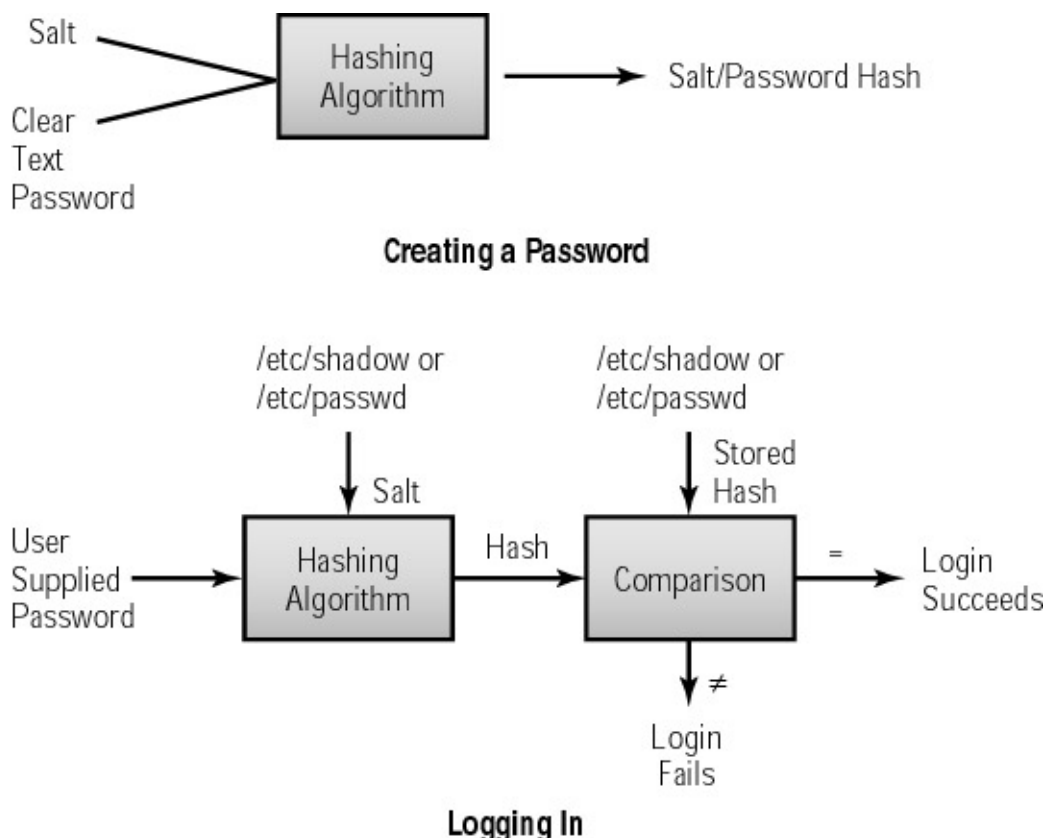 Salt
Clear
Text
Password
Hashing
Algorithm
Salt/Password Hash
Creating a Password
/etc/shadow or
/etc/passwd
Salt
/etc/shadow or
/etc/passwd
Stored
Hash
User
Supplied
Password
Hashing
Algorithm
Hash
Comparison
=
Login
Succeeds
≠
Login
Fails
Logging In